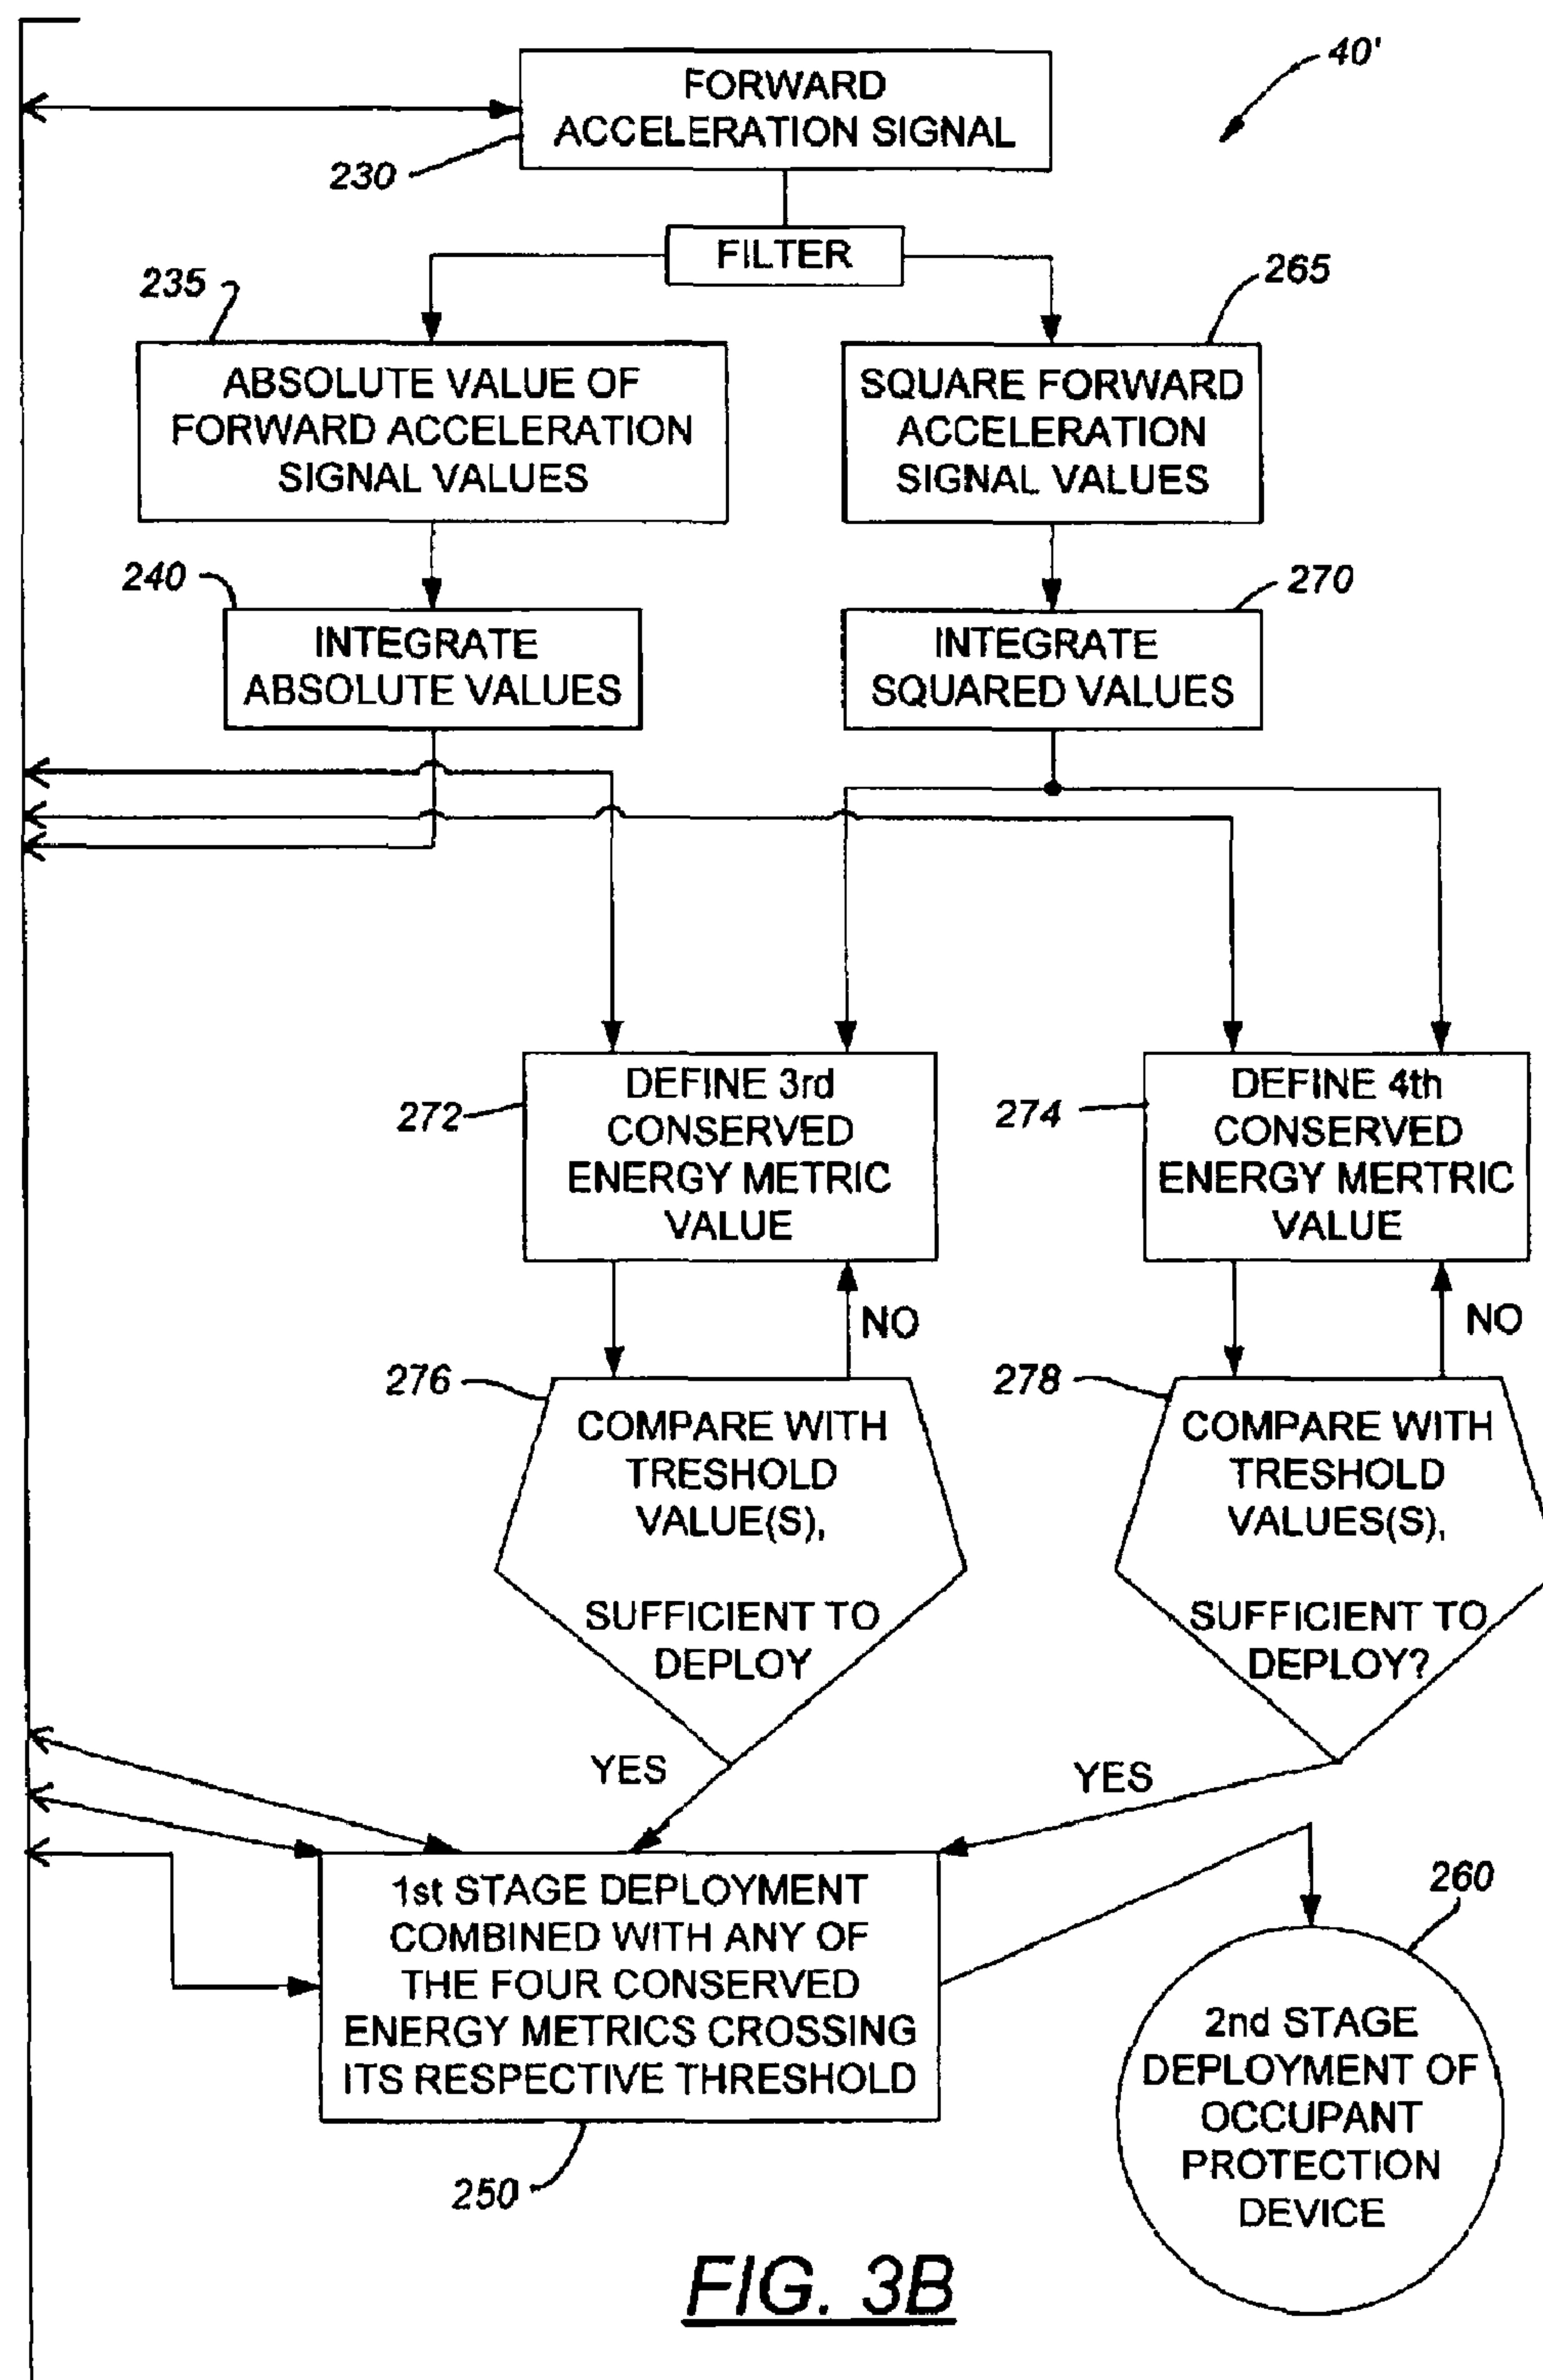 40'
FORWARD
ACCELERATION SIGNAL
230
FILTER
235
265
ABSOLUTE VALUE OF
FORWARD ACCELERATION
SIGNAL VALUES
SQUARE FORWARD
ACCELERATION
SIGNAL VALUES
240
270
INTEGRATE
ABSOLUTE VALUES
INTEGRATE
SQUARED VALUES
272
DEFINE 3rd
CONSERVED
ENERGY METRIC
VALUE
274
DEFINE 4th
CONSERVED
ENERGY MERTRIC
VALUE
NO
NO
276
COMPARE WITH
TRESHOLD
VALUE(S),
SUFFICIENT TO
DEPLOY
278
COMPARE WITH
TRESHOLD
VALUES(S),
SUFFICIENT TO
DEPLOY?
YES
YES
1st STAGE DEPLOYMENT
COMBINED WITH ANY OF
THE FOUR CONSERVED
ENERGY METRICS CROSSING
ITS RESPECTIVE THRESHOLD
250
260
2nd STAGE
DEPLOYMENT OF
OCCUPANT
PROTECTION
DEVICE
FIG. 3B